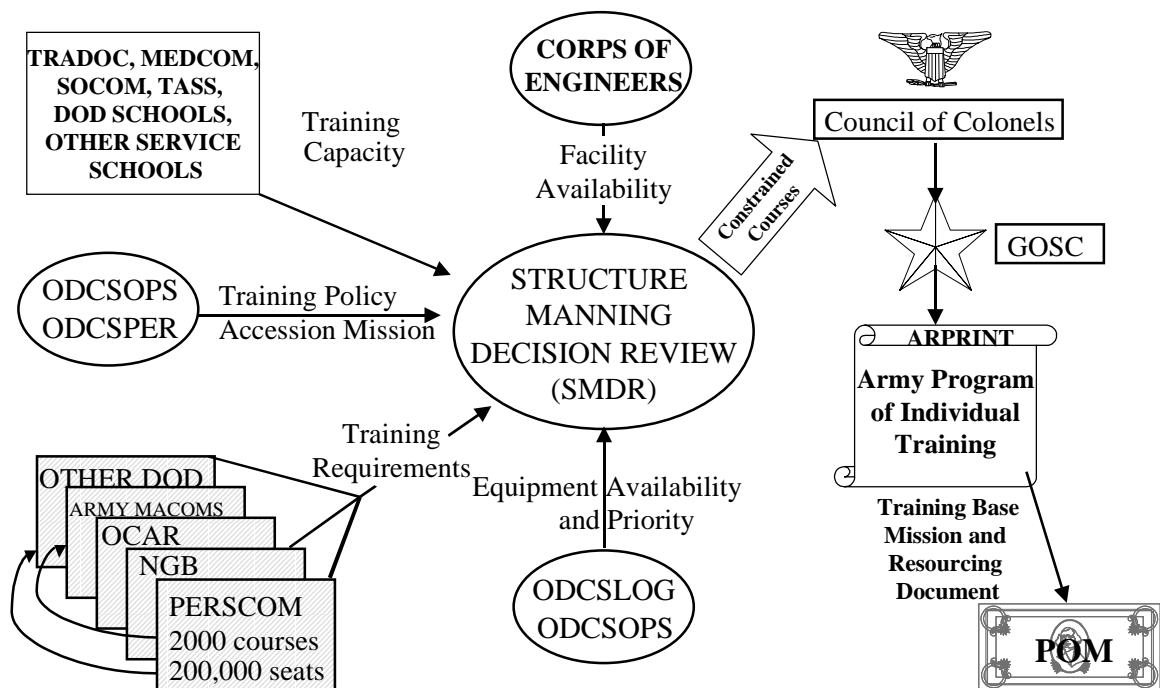 TRADOC, MEDCOM,
SOCOM, TASS,
DOD SCHOOLS,
OTHER SERVICE
SCHOOLS
Training
Capacity
CORPS OF
ENGINEERS
Facility
Availability
Constrained
Courses
Council of Colonels
GOSC
ODCSOPS
ODCSPER
Training Policy
Accession Mission
STRUCTURE
MANNING
DECISION REVIEW
(SMDR)
ARPRINT
Army Program
of Individual
Training
Training
Requirements
OTHER DOD
ARMY MACOMS
OCAR
NGB
PERSCOM
2000 courses
200,000 seats
Equipment Availability
and Priority
ODCSLOG
ODCSOPS
Training Base
Mission and
Resourcing
Document
POM